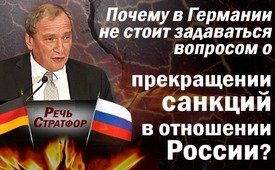 Почему в Германии
не стоит задаваться
вопросом о
прекращении
санкций
в отношении
России?
РЕЧЬ
СТРАТФОР